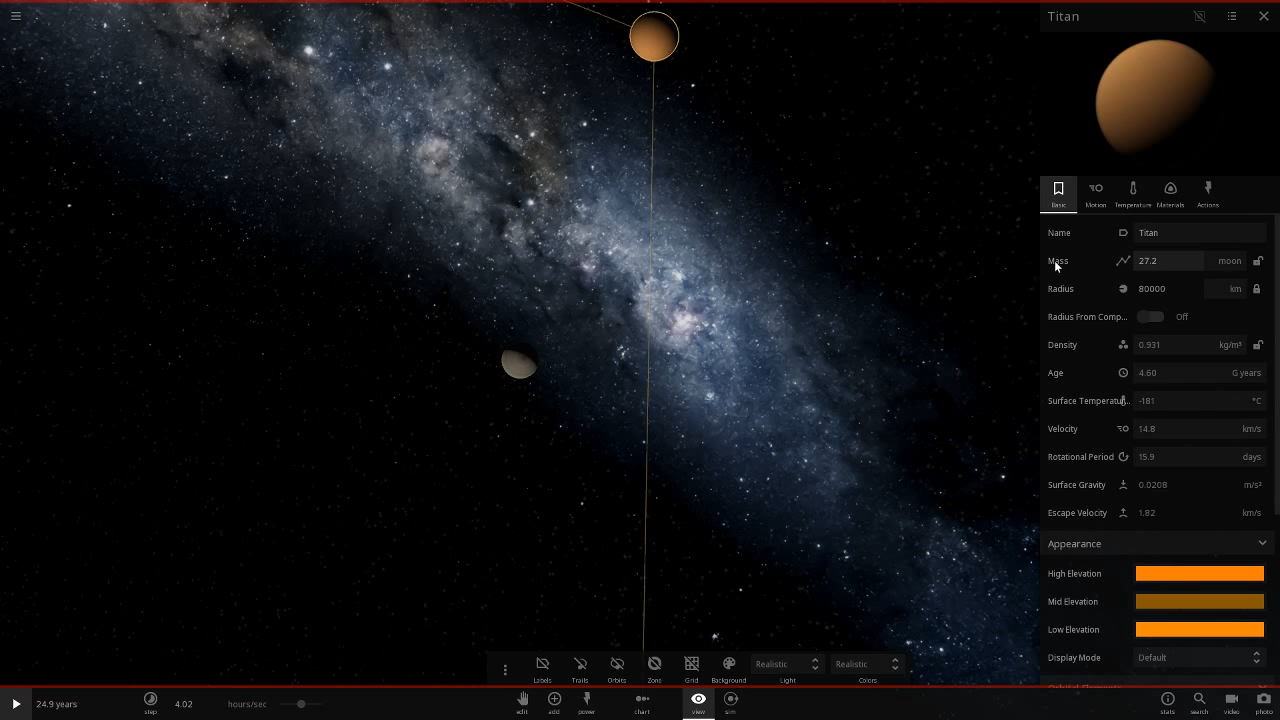 Titan
Basic
Motion
Temperature
Materials
Actions
Name Titan
Mass 27.2 moon
Radius 80000 km
Radius From Comp... Off
Density 0.931 kg/m³
Age 4.60 G years
Surface Temperatur... -181 °C
Velocity 14.8 km/s
Rotational Period 15.9 days
Surface Gravity 0.0208 m/s²
Escape Velocity 1.82 km/s
Appearance
High Elevation
Mid Elevation
Low Elevation
Display Mode Default
Orbital Elements
Labels
Trails
Orbits
Zone
Grid
Background
Realistic
Light
Realistic
Colors
24.9 years
step
4.02 hours/sec
edit
add
power
chart
view
sim
stats
search
video
photo